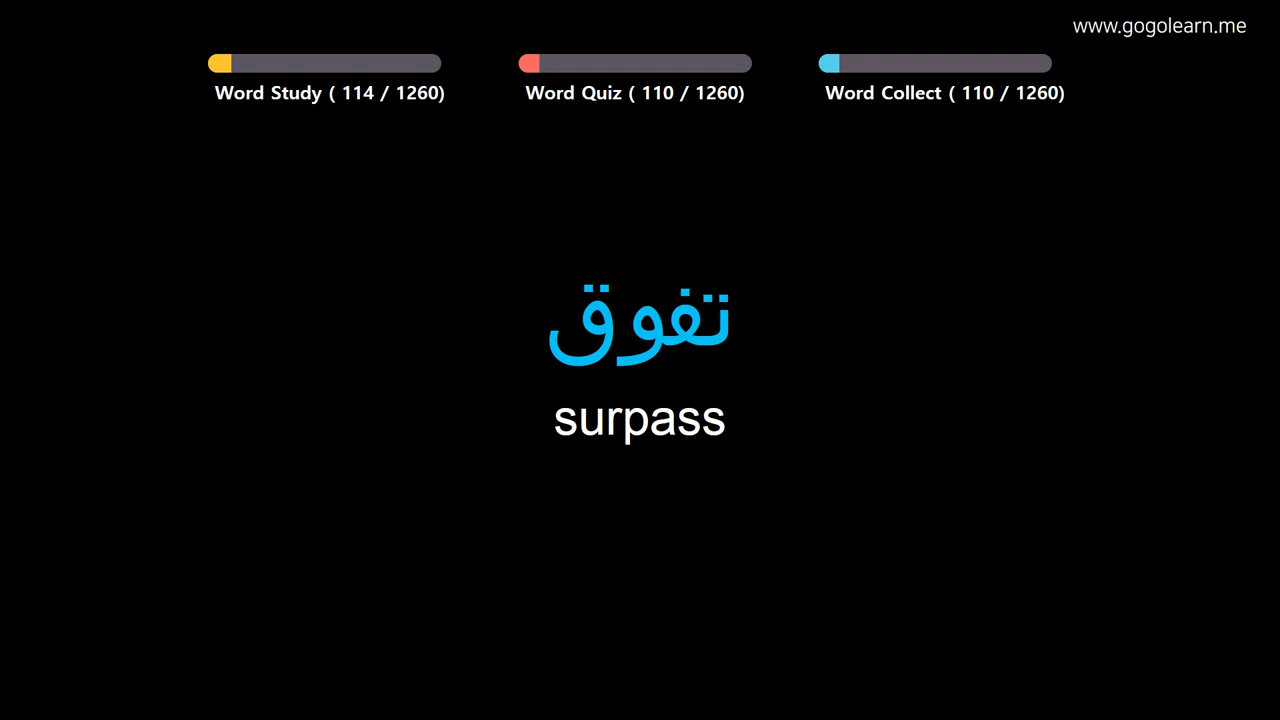 www.gogolearn.me
Word Study ( 114 / 1260)
Word Quiz ( 110 / 1260)
Word Collect ( 110 / 1260)
تفوق
surpass